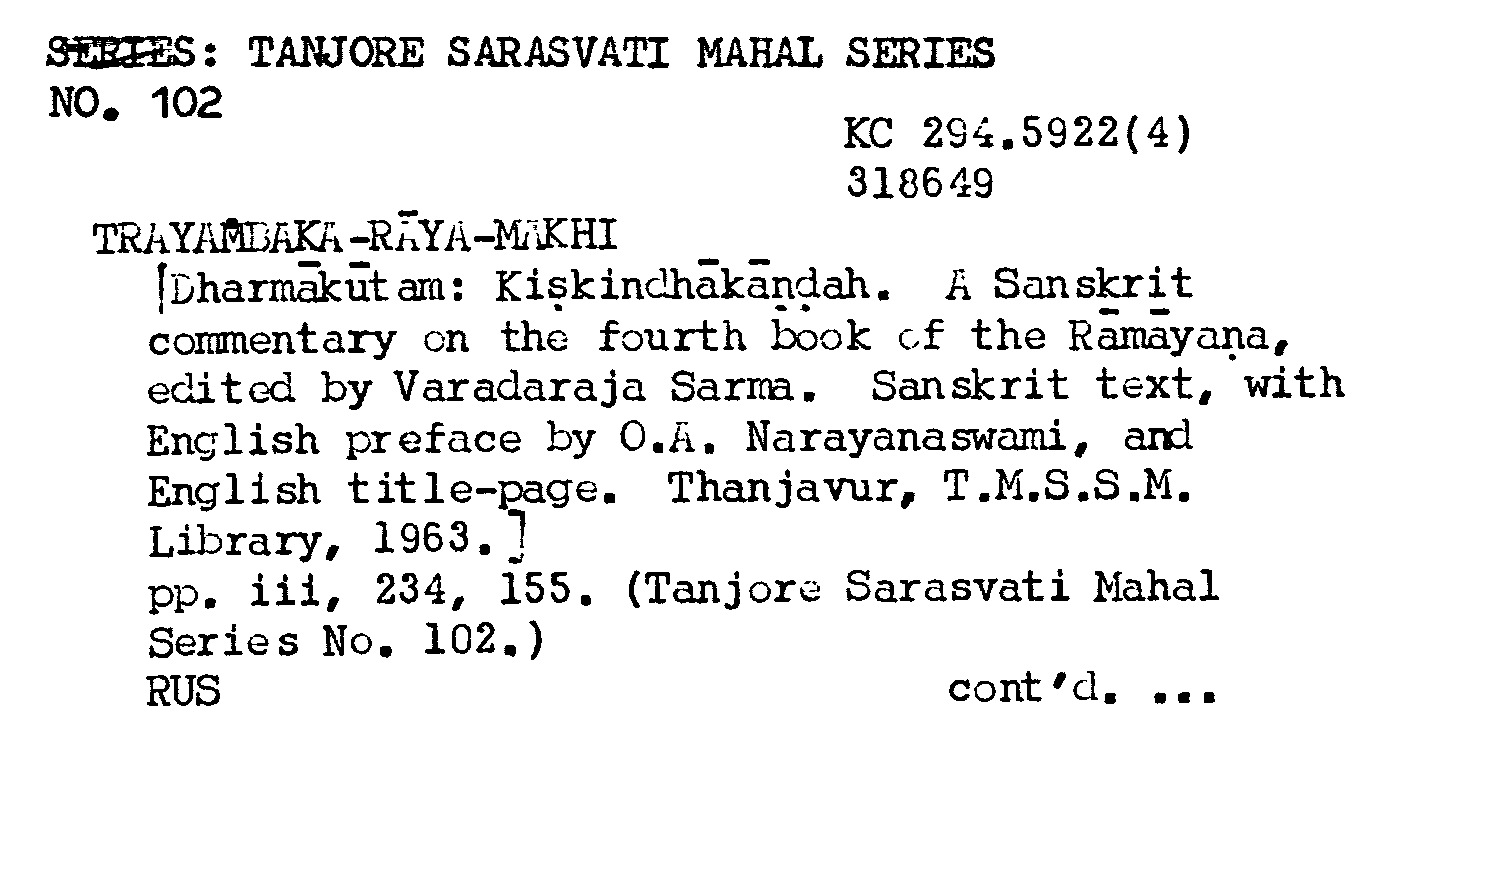 SERIES: TANJORE SARASVATI MAHAL SERIES
NO. 102
KC 294.5922(4)
318649
TRAYAMBAKA-RĀYA-MAKHI
[Dharmākūtam: Kiṣkindhākāṇḍah. A Sanskrit
commentary on the fourth book of the Rāmāyaṇa,
edited by Varadaraja Sarma. Sanskrit text, with
English preface by O.A. Narayanaswami, and
English title-page. Thanjavur, T.M.S.S.M.
Library, 1963.]
pp. iii, 234, 155. (Tanjore Sarasvati Mahal
Series No. 102.)
RUS cont'd. ...